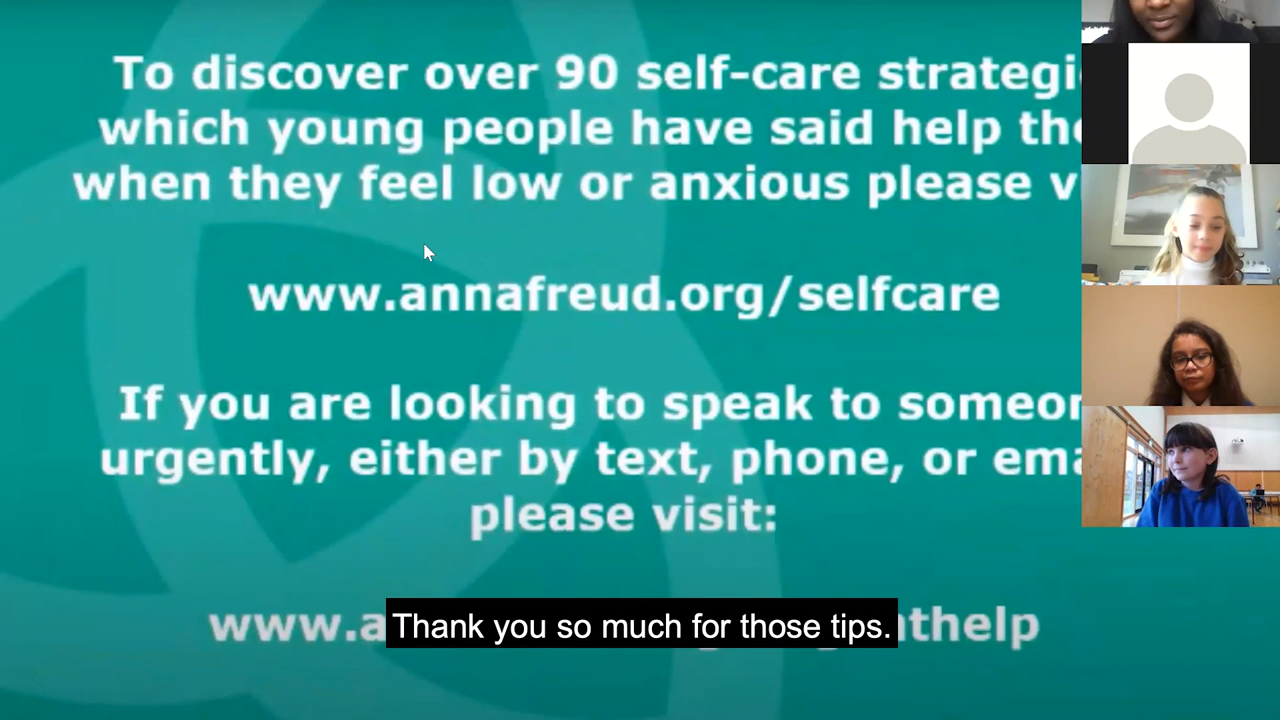 To discover over 90 self-care strategi
which young people have said help the
when they feel low or anxious please v
www.annafreud.org/selfcare
If you are looking to speak to someon
urgently, either by text, phone, or ema
please visit:
www.a nthelp
Thank you so much for those tips.